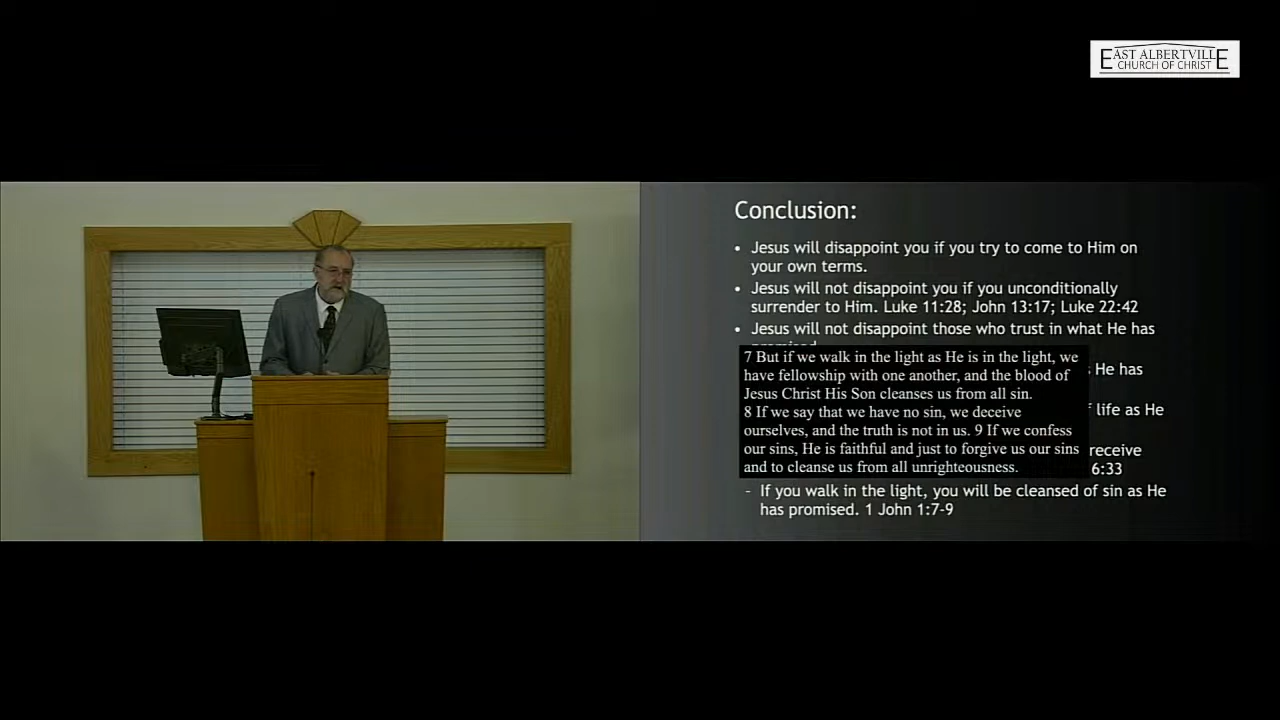 EAST ALBERTVILLE
CHURCH OF CHRIST
Conclusion:
• Jesus will disappoint you if you try to come to Him on
your own terms.
• Jesus will not disappoint you if you unconditionally
surrender to Him. Luke 11:28; John 13:17; Luke 22:42
• Jesus will not disappoint those who trust in what He has
7 But if we walk in the light as He is in the light, we
have fellowship with one another, and the blood of
Jesus Christ His Son cleanses us from all sin.
8 If we say that we have no sin, we deceive
ourselves, and the truth is not in us. 9 If we confess
our sins, He is faithful and just to forgive us our sins
and to cleanse us from all unrighteousness.
He has
life as He
receive
6:33
- If you walk in the light, you will be cleansed of sin as He
has promised. 1 John 1:7-9